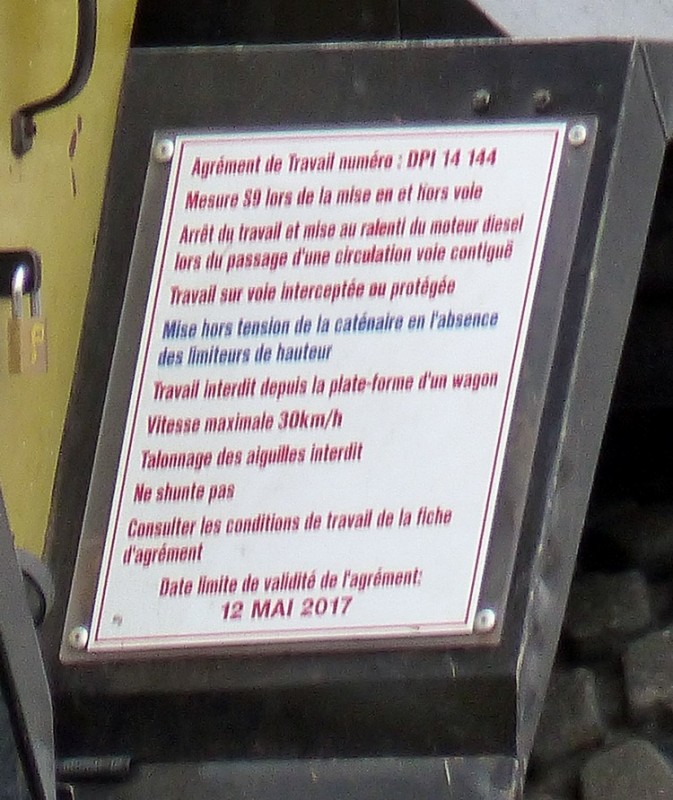 Agrément de Travail numéro : DPI 14 144
Mesure S9 lors de la mise en et hors voie
Arrêt du travail et mise au ralenti du moteur diesel
lors du passage d'une circulation voie contiguë
Travail sur voie interceptée ou protégée
Mise hors tension de la caténaire en l'absence
des limiteurs de hauteur
Travail interdit depuis la plate-forme d'un wagon
Vitesse maximale 30km/h
Talonnage des aiguilles interdit
Ne shunte pas
Consulter les conditions de travail de la fiche
d'agrément
Date limite de validité de l'agrément:
12 MAI 2017